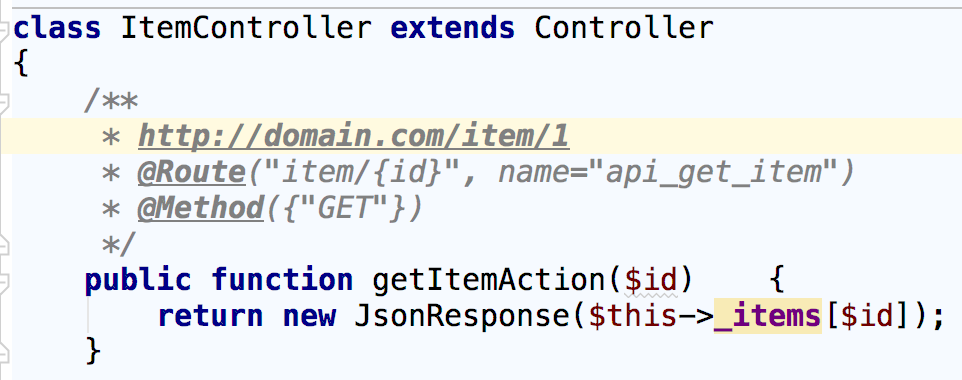 class ItemController extends Controller
{
    /**
     * http://domain.com/item/1
     * @Route("item/{id}", name="api_get_item")
     * @Method({"GET"})
     */
    public function getItemAction($id)    {
        return new JsonResponse($this->_items[$id]);
    }